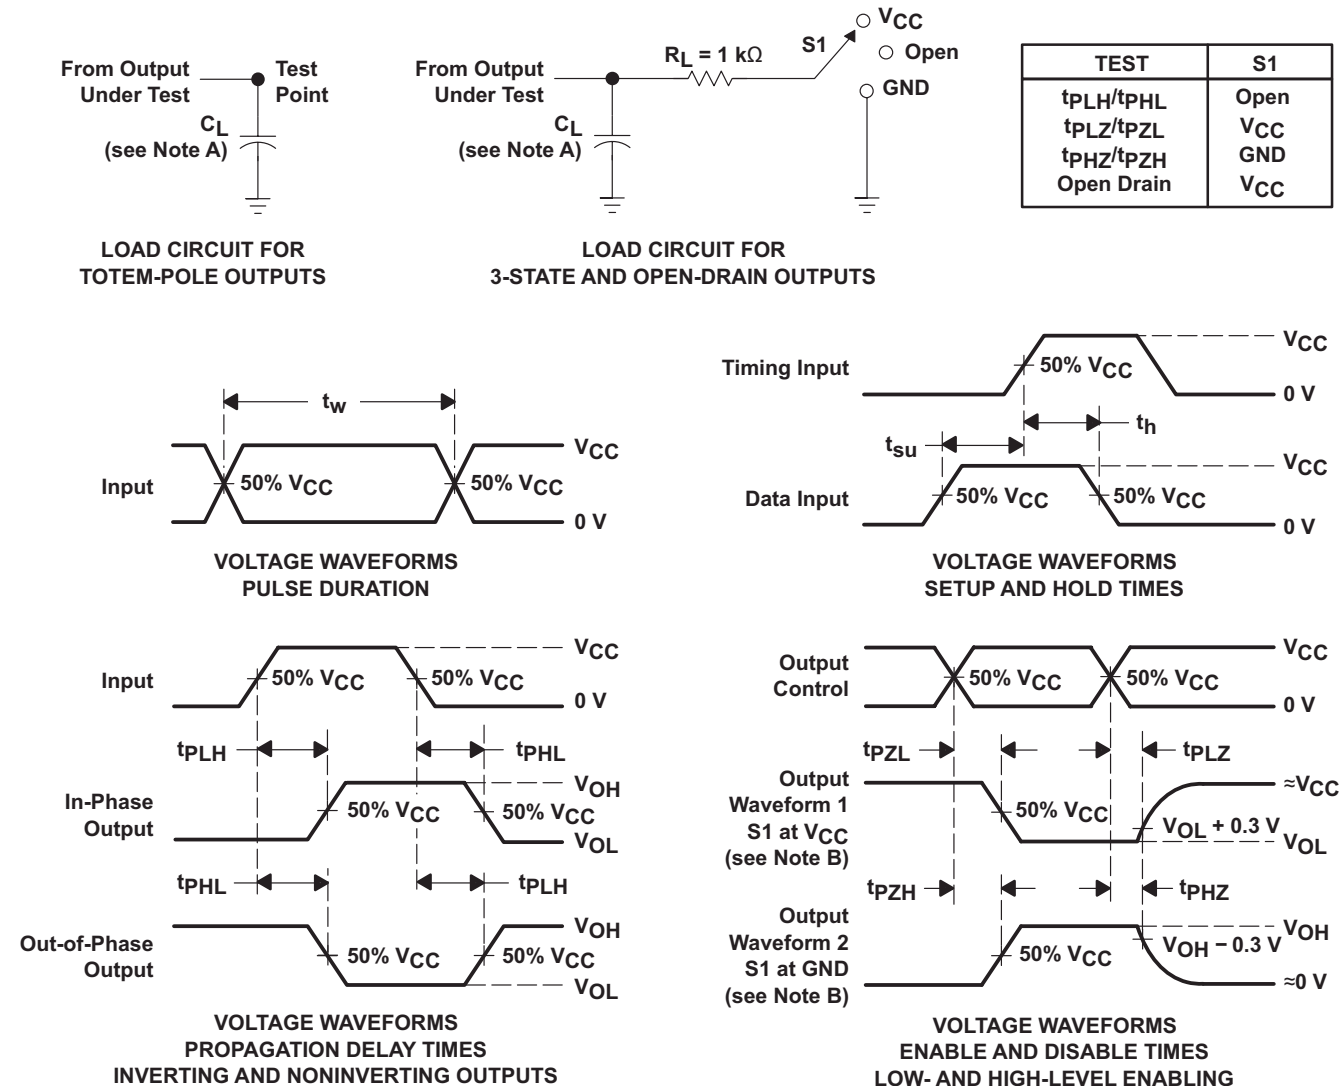 From Output
Under Test
Test
Point
CL
(see Note A)
LOAD CIRCUIT FOR
TOTEM-POLE OUTPUTS
From Output
Under Test
RL = 1 kΩ
S1
VCC
Open
GND
CL
(see Note A)
LOAD CIRCUIT FOR
3-STATE AND OPEN-DRAIN OUTPUTS
TEST S1
tPLH/tPHL Open
tPLZ/tPZL VCC
tPHZ/tPZH GND
Open Drain VCC
tw
Input
50% VCC
50% VCC
VCC
0 V
VOLTAGE WAVEFORMS
PULSE DURATION
Timing Input
50% VCC
VCC
0 V
tsu
th
Data Input
50% VCC
50% VCC
VCC
0 V
VOLTAGE WAVEFORMS
SETUP AND HOLD TIMES
Input
50% VCC
50% VCC
VCC
0 V
tPLH
tPHL
In-Phase
Output
50% VCC
50% VCC
VOH
VOL
tPHL
tPLH
Out-of-Phase
Output
50% VCC
50% VCC
VOH
VOL
VOLTAGE WAVEFORMS
PROPAGATION DELAY TIMES
INVERTING AND NONINVERTING OUTPUTS
Output
Control
50% VCC
50% VCC
VCC
0 V
tPZL
tPLZ
Output
Waveform 1
S1 at VCC
(see Note B)
50% VCC
VOL + 0.3 V
≈VCC
VOL
tPZH
tPHZ
Output
Waveform 2
S1 at GND
(see Note B)
50% VCC
VOH − 0.3 V
VOH
≈0 V
VOLTAGE WAVEFORMS
ENABLE AND DISABLE TIMES
LOW- AND HIGH-LEVEL ENABLING